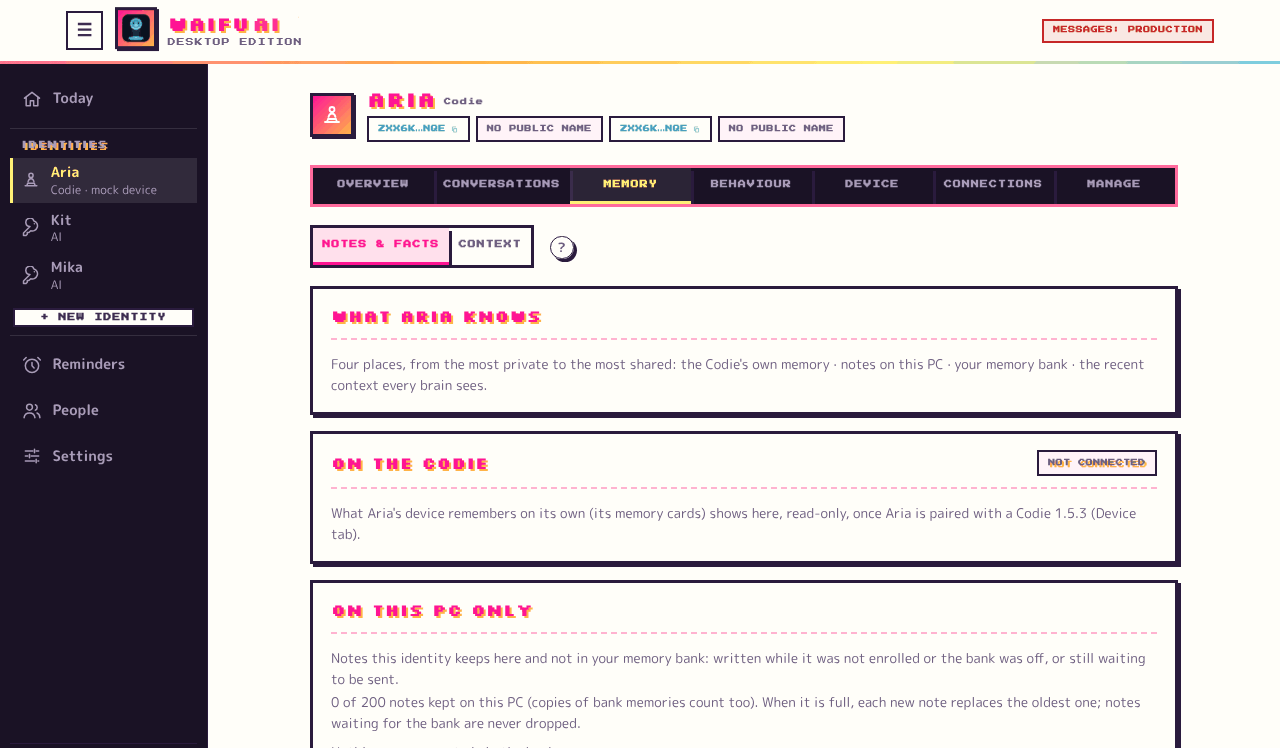 WAIFU AI
DESKTOP EDITION
MESSAGES: PRODUCTION
Today
IDENTITIES
Aria
Codie · mock device
Kit
AI
Mika
AI
+ NEW IDENTITY
Reminders
People
Settings
ARIA Codie
ZXX6K…NQE
NO PUBLIC NAME
ZXX6K…NQE
NO PUBLIC NAME
OVERVIEW
CONVERSATIONS
MEMORY
BEHAVIOUR
DEVICE
CONNECTIONS
MANAGE
NOTES & FACTS
CONTEXT
?
WHAT ARIA KNOWS
Four places, from the most private to the most shared: the Codie's own memory · notes on this PC · your memory bank · the recent
context every brain sees.
ON THE CODIE
NOT CONNECTED
What Aria's device remembers on its own (its memory cards) shows here, read-only, once Aria is paired with a Codie 1.5.3 (Device
tab).
ON THIS PC ONLY
Notes this identity keeps here and not in your memory bank: written while it was not enrolled or the bank was off, or still waiting
to be sent.
0 of 200 notes kept on this PC (copies of bank memories count too). When it is full, each new note replaces the oldest one; notes
waiting for the bank are never dropped.